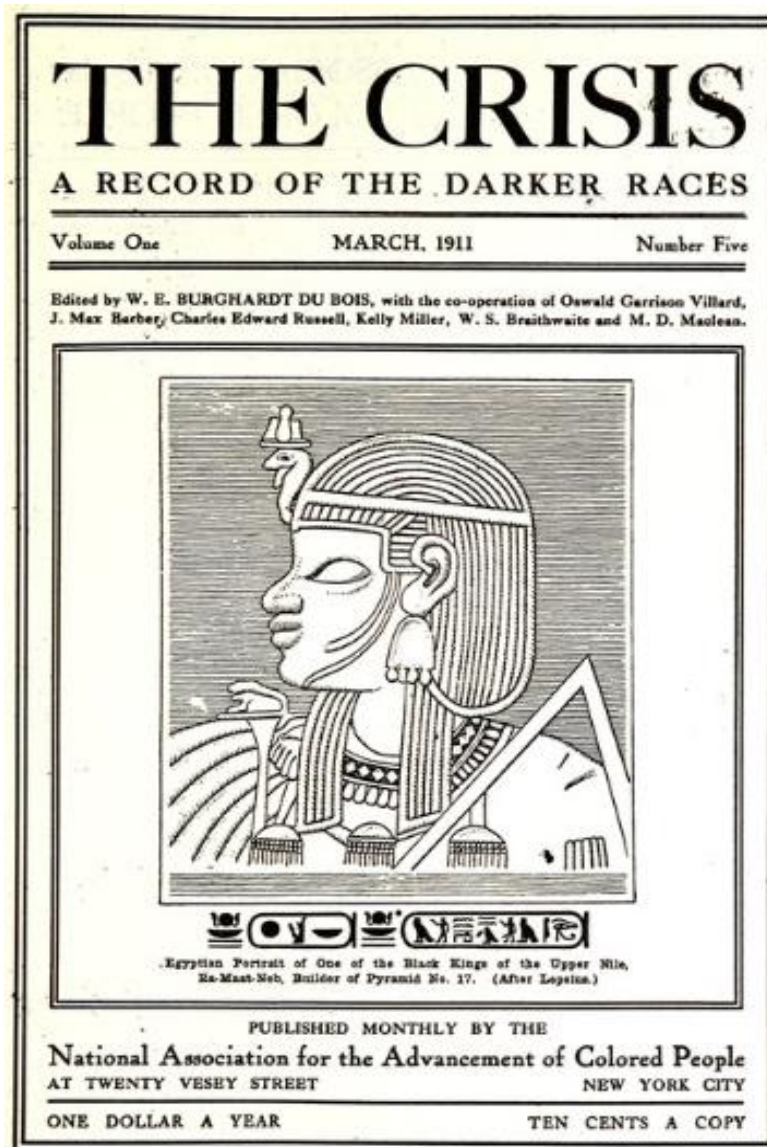 THE CRISIS
A RECORD OF THE DARKER RACES
Volume One MARCH, 1911 Number Five
Edited by W. E. BURGHARDT DU BOIS, with the co-operation of Oswald Garrison Villard,
J. Max Barber, Charles Edward Russell, Kelly Miller, W. S. Braithwaite and M. D. Maclean.
Egyptian Portrait of One of the Black Kings of the Upper Nile,
Ra-Maat-Neb, Builder of Pyramid No. 17. (After Lepsius.)
PUBLISHED MONTHLY BY THE
National Association for the Advancement of Colored People
AT TWENTY VESEY STREET NEW YORK CITY
ONE DOLLAR A YEAR TEN CENTS A COPY